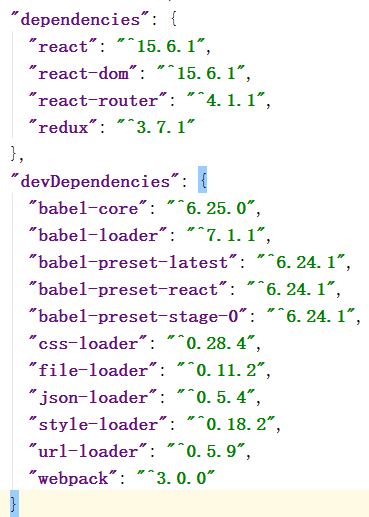 "dependencies": {
"react": "^15.6.1",
"react-dom": "^15.6.1",
"react-router": "^4.1.1",
"redux": "^3.7.1"
},
"devDependencies": {
"babel-core": "^6.25.0",
"babel-loader": "^7.1.1",
"babel-preset-latest": "^6.24.1",
"babel-preset-react": "^6.24.1",
"babel-preset-stage-0": "^6.24.1",
"css-loader": "^0.28.4",
"file-loader": "^0.11.2",
"json-loader": "^0.5.4",
"style-loader": "^0.18.2",
"url-loader": "^0.5.9",
"webpack": "^3.0.0"
}